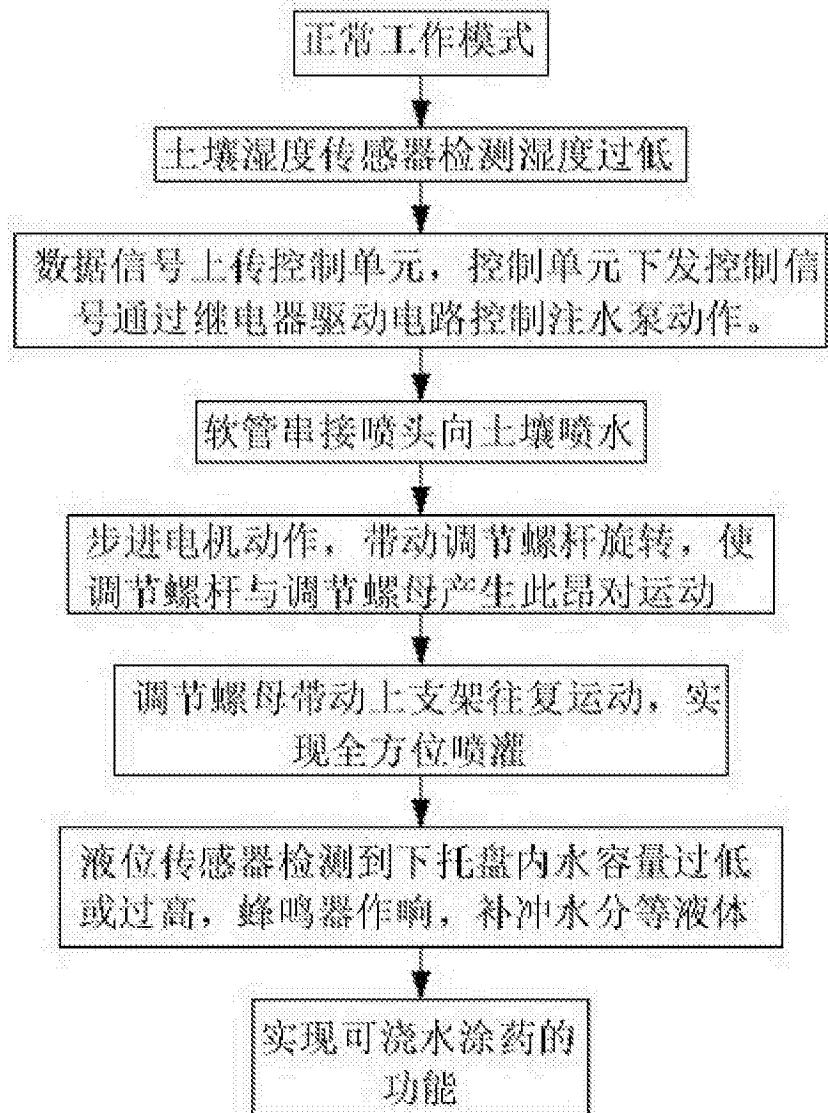 正常工作模式
土壤湿度传感器检测湿度过低
数据信号上传控制单元，控制单元下发控制信
号通过继电器驱动电路控制注水泵动作。
软管串接喷头向土壤喷水
步进电机动作，带动调节螺杆旋转，使
调节螺杆与调节螺母产生此昂对运动
调节螺母带动上支架往复运动，实
现全方位喷灌
液位传感器检测到下托盘内水容量过低
或过高，蜂鸣器作响，补冲水分等液体
实现可浇水涂药的
功能